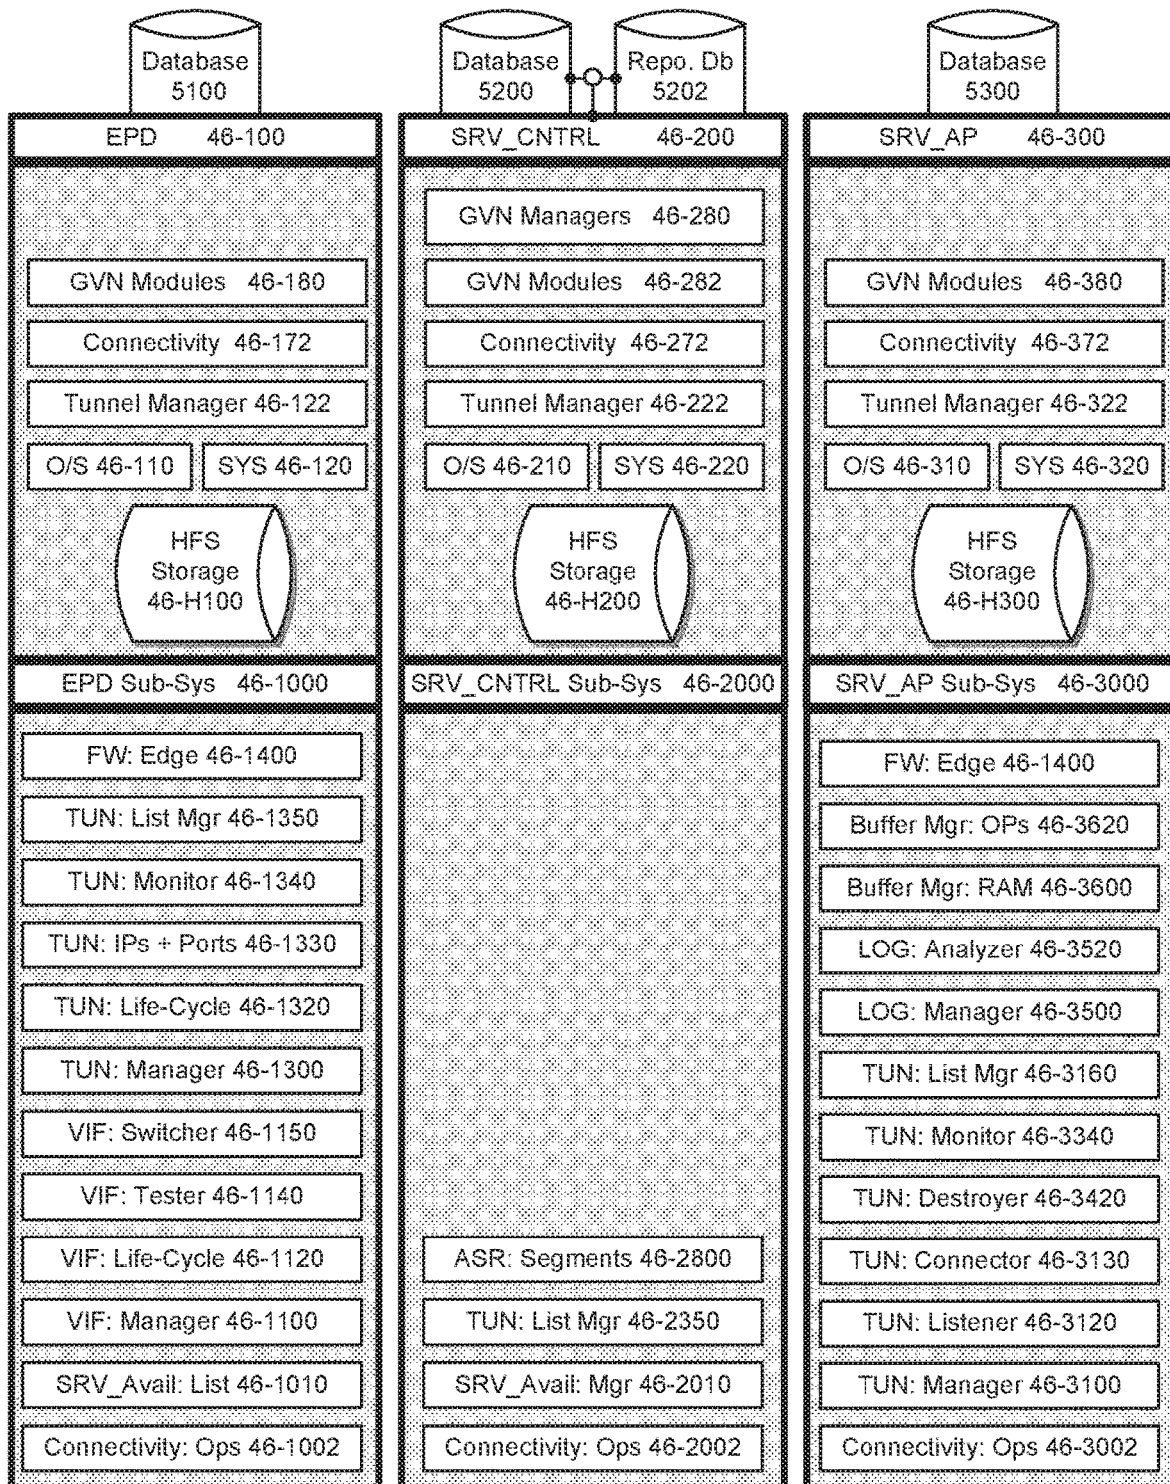 Database
5100
Database
5200
Repo. Db
5202
Database
5300
EPD 46-100
GVN Modules 46-180
Connectivity 46-172
Tunnel Manager 46-122
O/S 46-110
SYS 46-120
HFS
Storage
46-H100
EPD Sub-Sys 46-1000
FW: Edge 46-1400
TUN: List Mgr 46-1350
TUN: Monitor 46-1340
TUN: IPs + Ports 46-1330
TUN: Life-Cycle 46-1320
TUN: Manager 46-1300
VIF: Switcher 46-1150
VIF: Tester 46-1140
VIF: Life-Cycle 46-1120
VIF: Manager 46-1100
SRV_Avail: List 46-1010
Connectivity: Ops 46-1002
SRV_CNTRL 46-200
GVN Managers 46-280
GVN Modules 46-282
Connectivity 46-272
Tunnel Manager 46-222
O/S 46-210
SYS 46-220
HFS
Storage
46-H200
SRV_CNTRL Sub-Sys 46-2000
ASR: Segments 46-2800
TUN: List Mgr 46-2350
SRV_Avail: Mgr 46-2010
Connectivity: Ops 46-2002
SRV_AP 46-300
GVN Modules 46-380
Connectivity 46-372
Tunnel Manager 46-322
O/S 46-310
SYS 46-320
HFS
Storage
46-H300
SRV_AP Sub-Sys 46-3000
FW: Edge 46-1400
Buffer Mgr: OPs 46-3620
Buffer Mgr: RAM 46-3600
LOG: Analyzer 46-3520
LOG: Manager 46-3500
TUN: List Mgr 46-3160
TUN: Monitor 46-3340
TUN: Destroyer 46-3420
TUN: Connector 46-3130
TUN: Listener 46-3120
TUN: Manager 46-3100
Connectivity: Ops 46-3002